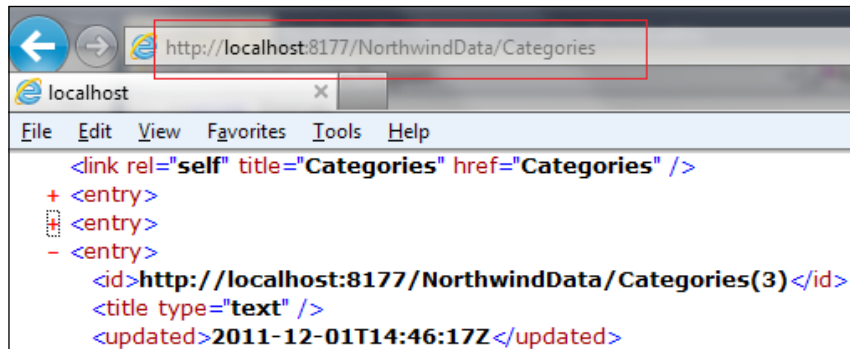 http://localhost:8177/NorthwindData/Categories
localhost
File Edit View Favorites Tools Help
<link rel="self" title="Categories" href="Categories" />
+ <entry>
+ <entry>
- <entry>
<id>http://localhost:8177/NorthwindData/Categories(3)</id>
<title type="text" />
<updated>2011-12-01T14:46:17Z</updated>